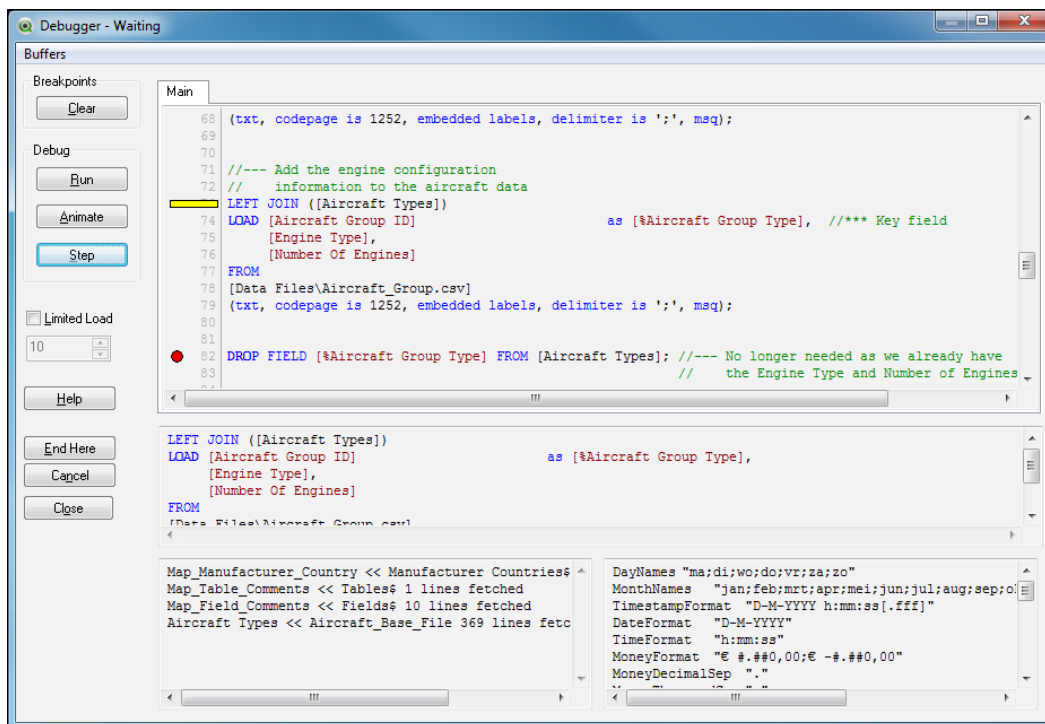 Debugger - Waiting
Buffers
Breakpoints
Clear
Debug
Run
Animate
Step
Limited Load
10
Help
End Here
Cancel
Close
Main
68 (txt, codepage is 1252, embedded labels, delimiter is ';', msq);
69
70
71 //--- Add the engine configuration
72 //    information to the aircraft data
LEFT JOIN ([Aircraft Types])
74 LOAD [Aircraft Group ID] as [%Aircraft Group Type], //*** Key field
75 [Engine Type],
76 [Number Of Engines]
77 FROM
78 [Data Files\Aircraft_Group.csv]
79 (txt, codepage is 1252, embedded labels, delimiter is ';', msq);
80
81
82 DROP FIELD [%Aircraft Group Type] FROM [Aircraft Types]; //--- No longer needed as we already have
83 //    the Engine Type and Number of Engines
LEFT JOIN ([Aircraft Types])
LOAD [Aircraft Group ID] as [%Aircraft Group Type],
[Engine Type],
[Number Of Engines]
FROM
[Data Files\Aircraft_Group.csv]
Map_Manufacturer_Country << Manufacturer Countries$
Map_Table_Comments << Tables$ 1 lines fetched
Map_Field_Comments << Fields$ 10 lines fetched
Aircraft Types << Aircraft_Base_File 369 lines fetc
DayNames "ma;di;wo;do;vr;za;zo"
MonthNames "jan;feb;mrt;apr;mei;jun;jul;aug;sep;o
TimestampFormat "D-M-YYYY h:mm:ss[.fff]"
DateFormat "D-M-YYYY"
TimeFormat "h:mm:ss"
MoneyFormat "€ #.##0,00;€ -#.##0,00"
MoneyDecimalSep ","